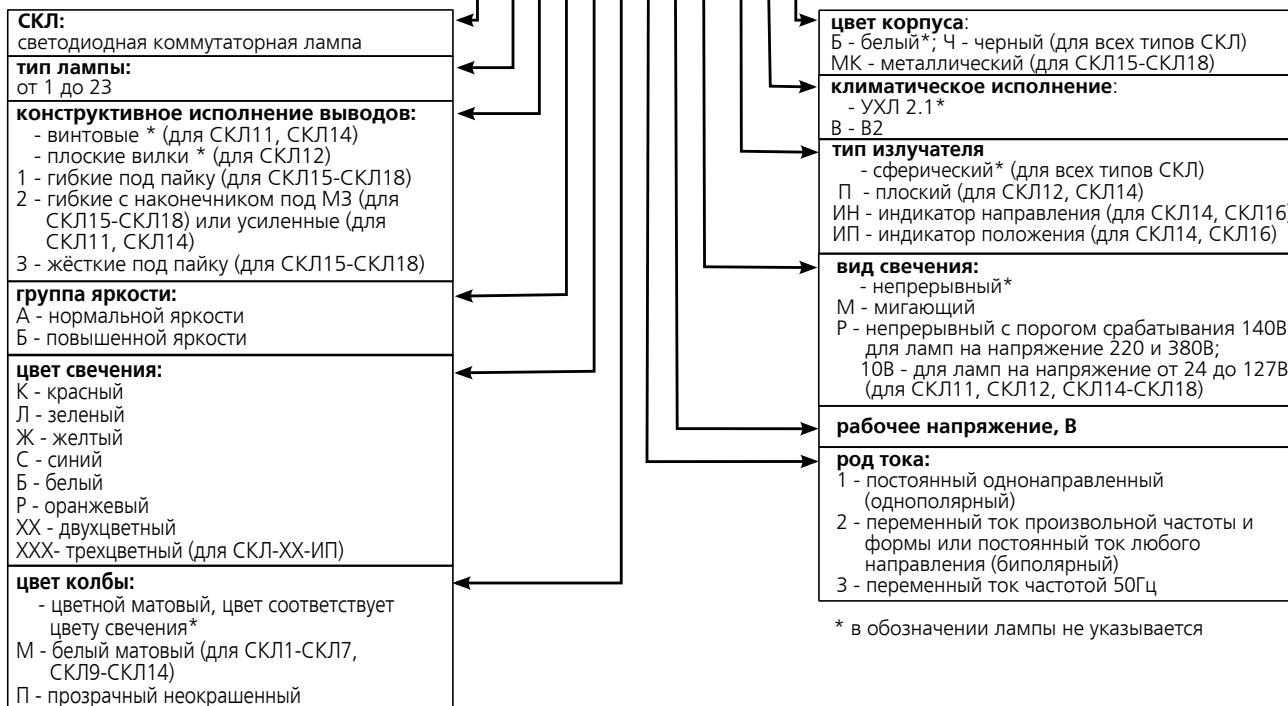 СКЛ:
светодиодная коммутаторная лампа
тип лампы:
от 1 до 23
конструктивное исполнение выводов:
- винтовые * (для СКЛ11, СКЛ14)
- плоские вилки * (для СКЛ12)
1 - гибкие под пайку (для СКЛ15-СКЛ18)
2 - гибкие с наконечником под М3 (для
СКЛ15-СКЛ18) или усиленные (для
СКЛ11, СКЛ14)
3 - жёсткие под пайку (для СКЛ15-СКЛ18)
группа яркости:
А - нормальной яркости
Б - повышенной яркости
цвет свечения:
К - красный
Л - зеленый
Ж - желтый
С - синий
Б - белый
Р - оранжевый
ХХ - двухцветный
ХХХ- трехцветный (для СКЛ-ХХ-ИП)
цвет колбы:
- цветной матовый, цвет соответствует
цвету свечения*
М - белый матовый (для СКЛ1-СКЛ7,
СКЛ9-СКЛ14)
П - прозрачный неокрашенный
цвет корпуса:
Б - белый*; Ч - черный (для всех типов СКЛ)
МК - металлический (для СКЛ15-СКЛ18)
климатическое исполнение:
- УХЛ 2.1*
В - В2
тип излучателя
- сферический* (для всех типов СКЛ)
П - плоский (для СКЛ12, СКЛ14)
ИН - индикатор направления (для СКЛ14, СКЛ16)
ИП - индикатор положения (для СКЛ14, СКЛ16)
вид свечения:
- непрерывный*
М - мигающий
Р - непрерывный с порогом срабатывания 140В
для ламп на напряжение 220 и 380В;
10В - для ламп на напряжение от 24 до 127В
(для СКЛ11, СКЛ12, СКЛ14-СКЛ18)
рабочее напряжение, В
род тока:
1 - постоянный однонаправленный
(однополярный)
2 - переменный ток произвольной частоты и
формы или постоянный ток любого
направления (биполярный)
3 - переменный ток частотой 50Гц
* в обозначении лампы не указывается